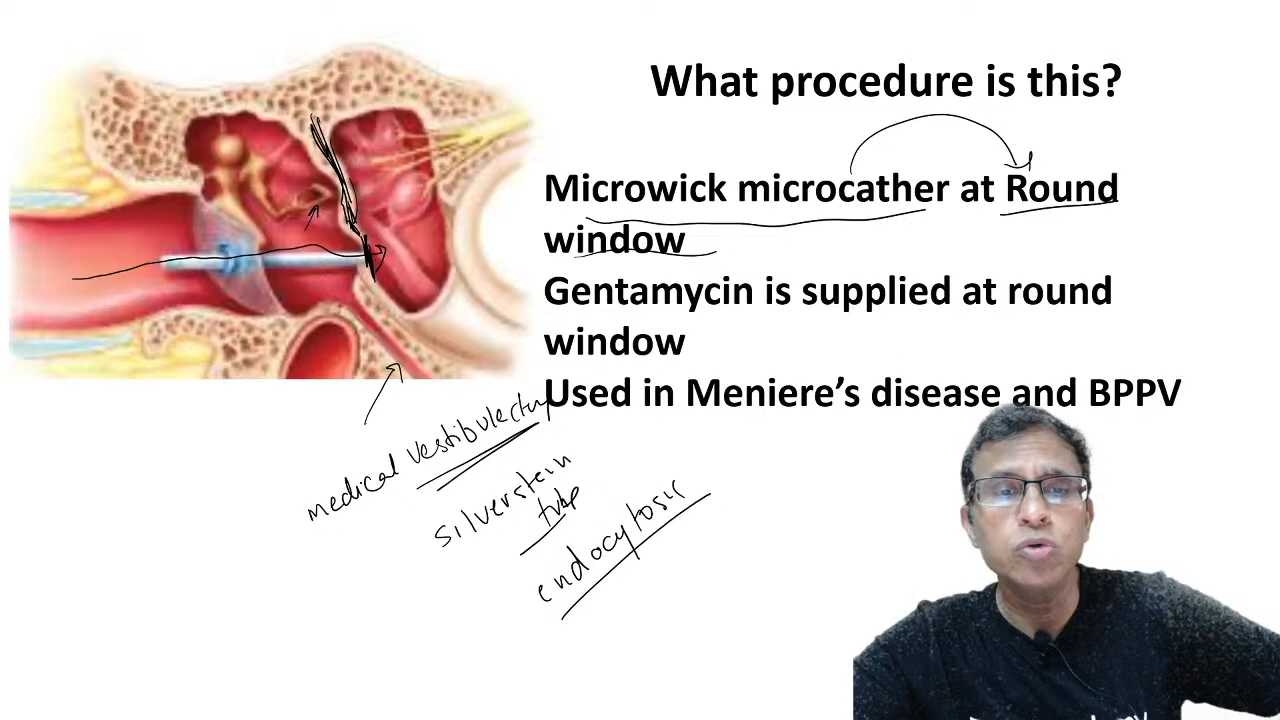 What procedure is this?
Microwick microcather at Round
window
Gentamycin is supplied at round
window
Used in Meniere's disease and BPPV
medical vestibulectomy
silverstein
tube
endocytosis